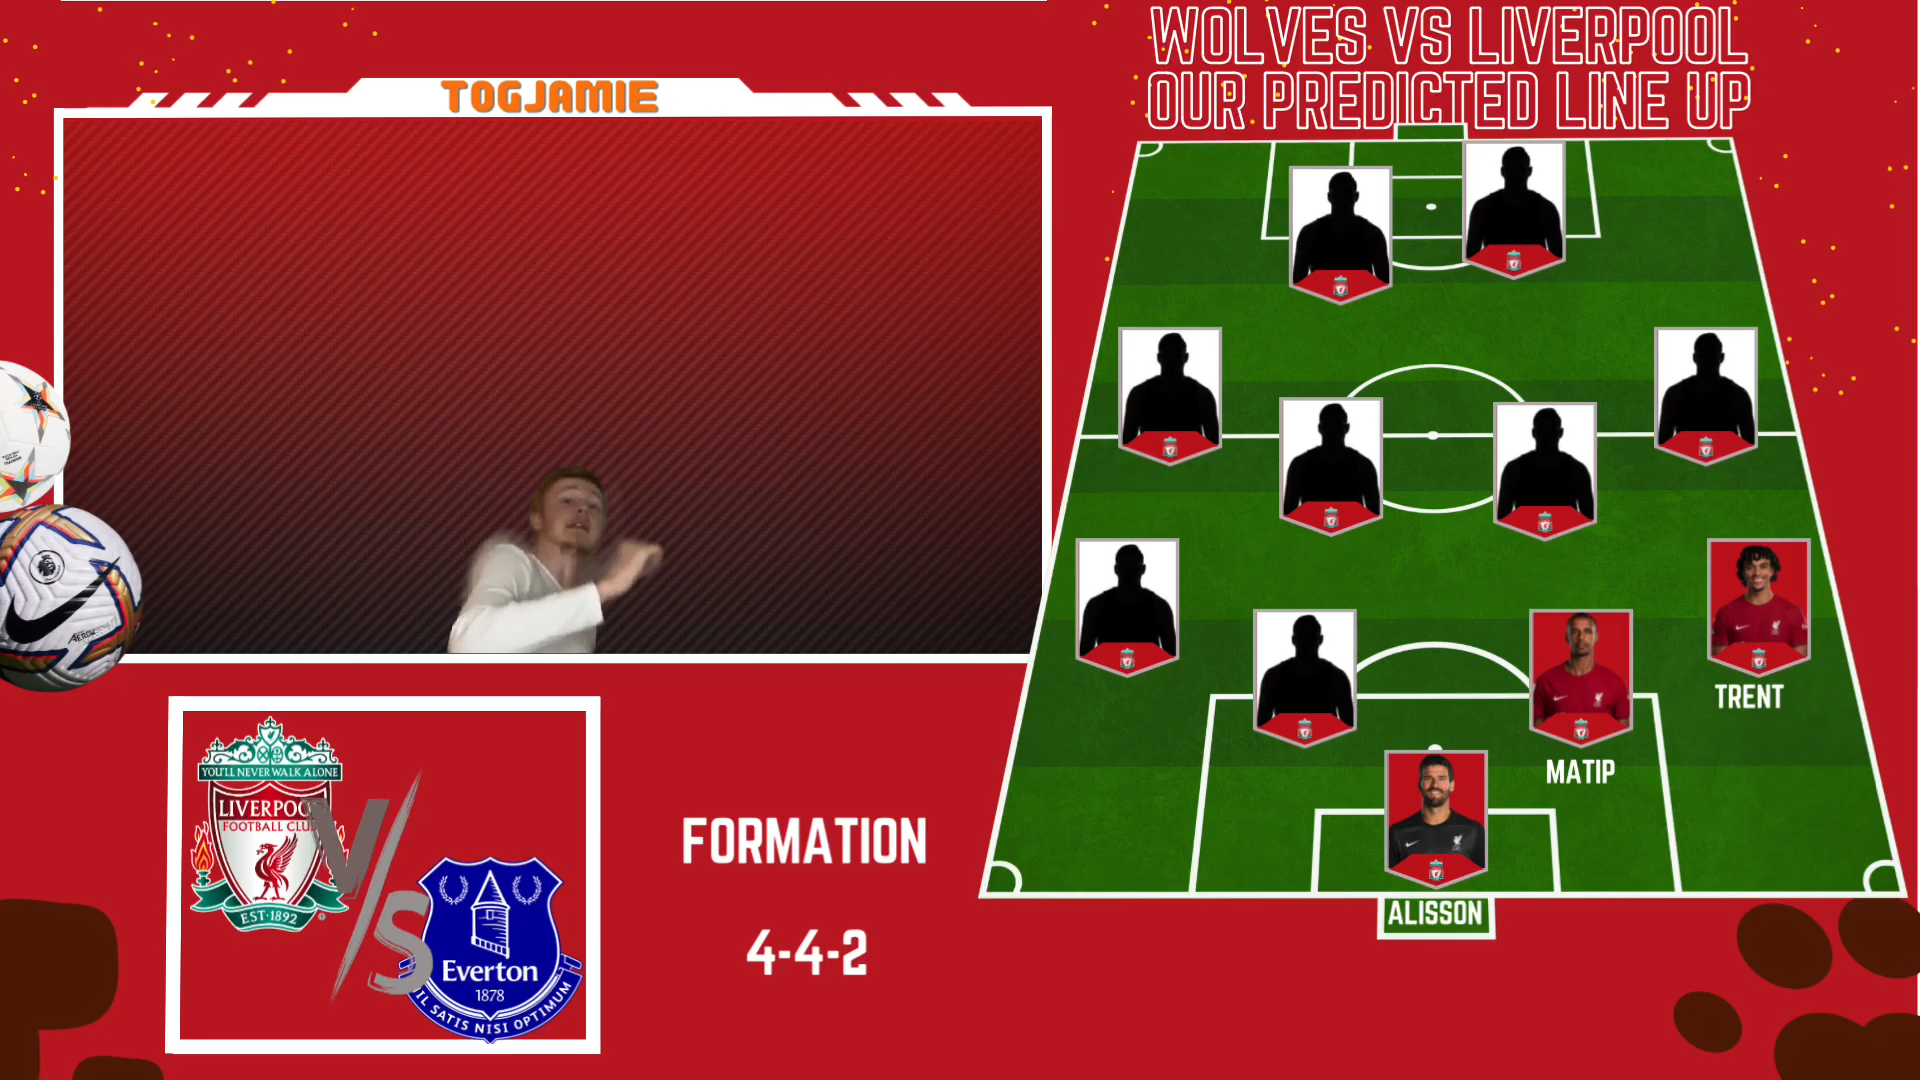 WOLVES VS LIVERPOOL
OUR PREDICTED LINE UP
TOGJAMIE
TRENT
MATIP
ALISSON
YOU'LL NEVER WALK ALONE
LIVERPOO
FOOTBALL CLU
EST·1892
VS
Everton
1878
IL SATIS NISI OPTIMUM
FORMATION
4-4-2